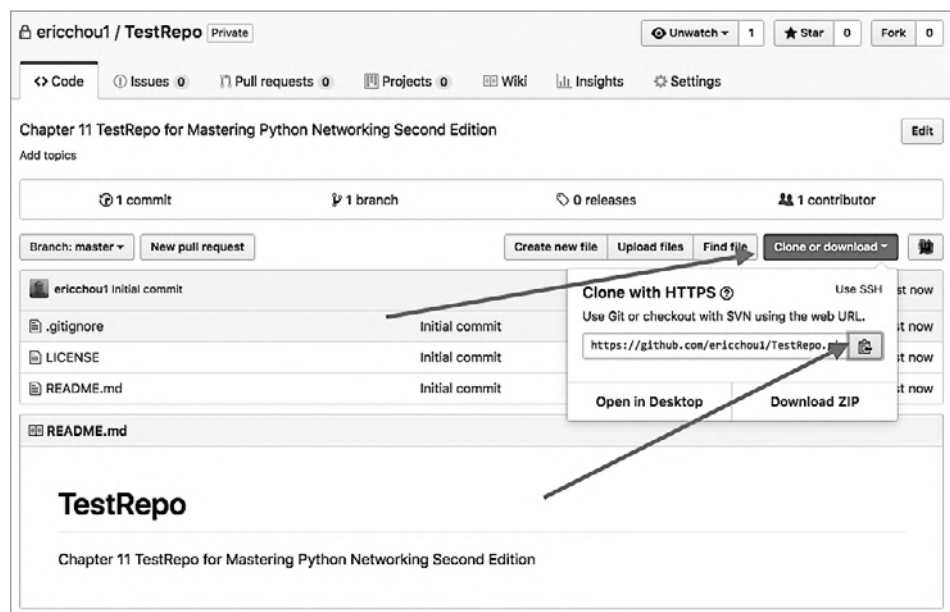 ericchou1 / TestRepo Private
Unwatch 1 Star 0 Fork 0
Code Issues 0 Pull requests 0 Projects 0 Wiki Insights Settings
Chapter 11 TestRepo for Mastering Python Networking Second Edition
Edit
Add topics
1 commit 1 branch 0 releases 1 contributor
Branch: master New pull request Create new file Upload files Find file Clone or download
ericchou1 Initial commit
.gitignore Initial commit
LICENSE Initial commit
README.md Initial commit
now
now
now
now
Clone with HTTPS Use SSH
Use Git or checkout with SVN using the web URL.
https://github.com/ericchou1/TestRepo.
Open in Desktop Download ZIP
README.md
TestRepo
Chapter 11 TestRepo for Mastering Python Networking Second Edition